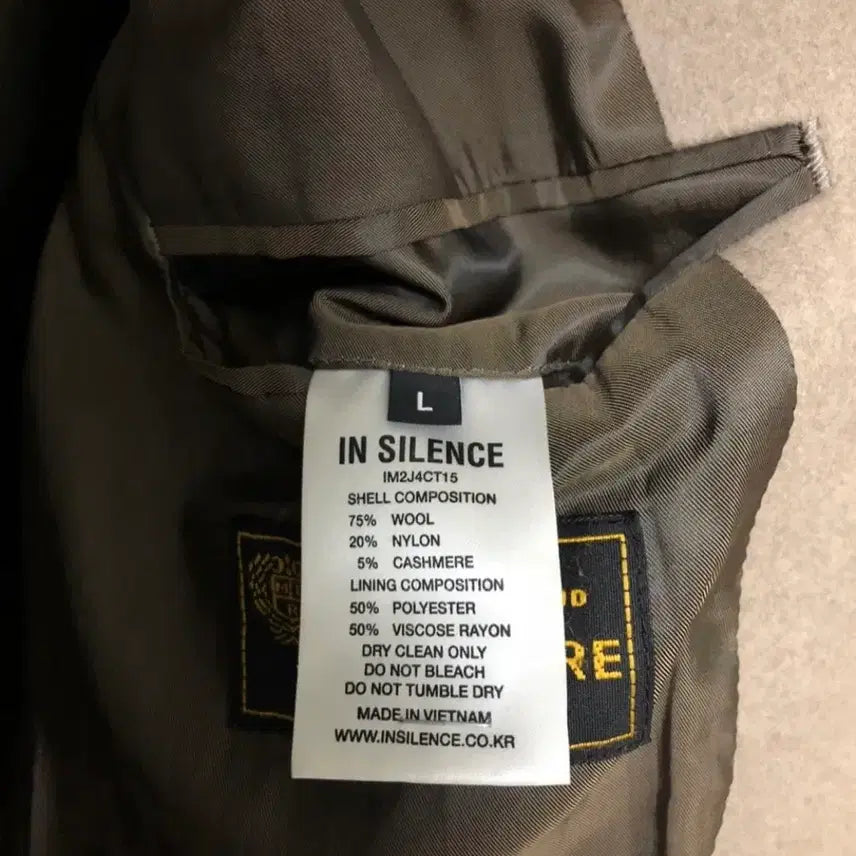 L
IN SILENCE
IM2J4CT15
SHELL COMPOSITION
75% WOOL
20% NYLON
5% CASHMERE
LINING COMPOSITION
50% POLYESTER
50% VISCOSE RAYON
DRY CLEAN ONLY
DO NOT BLEACH
DO NOT TUMBLE DRY
MADE IN VIETNAM
WWW.INSILENCE.CO.KR